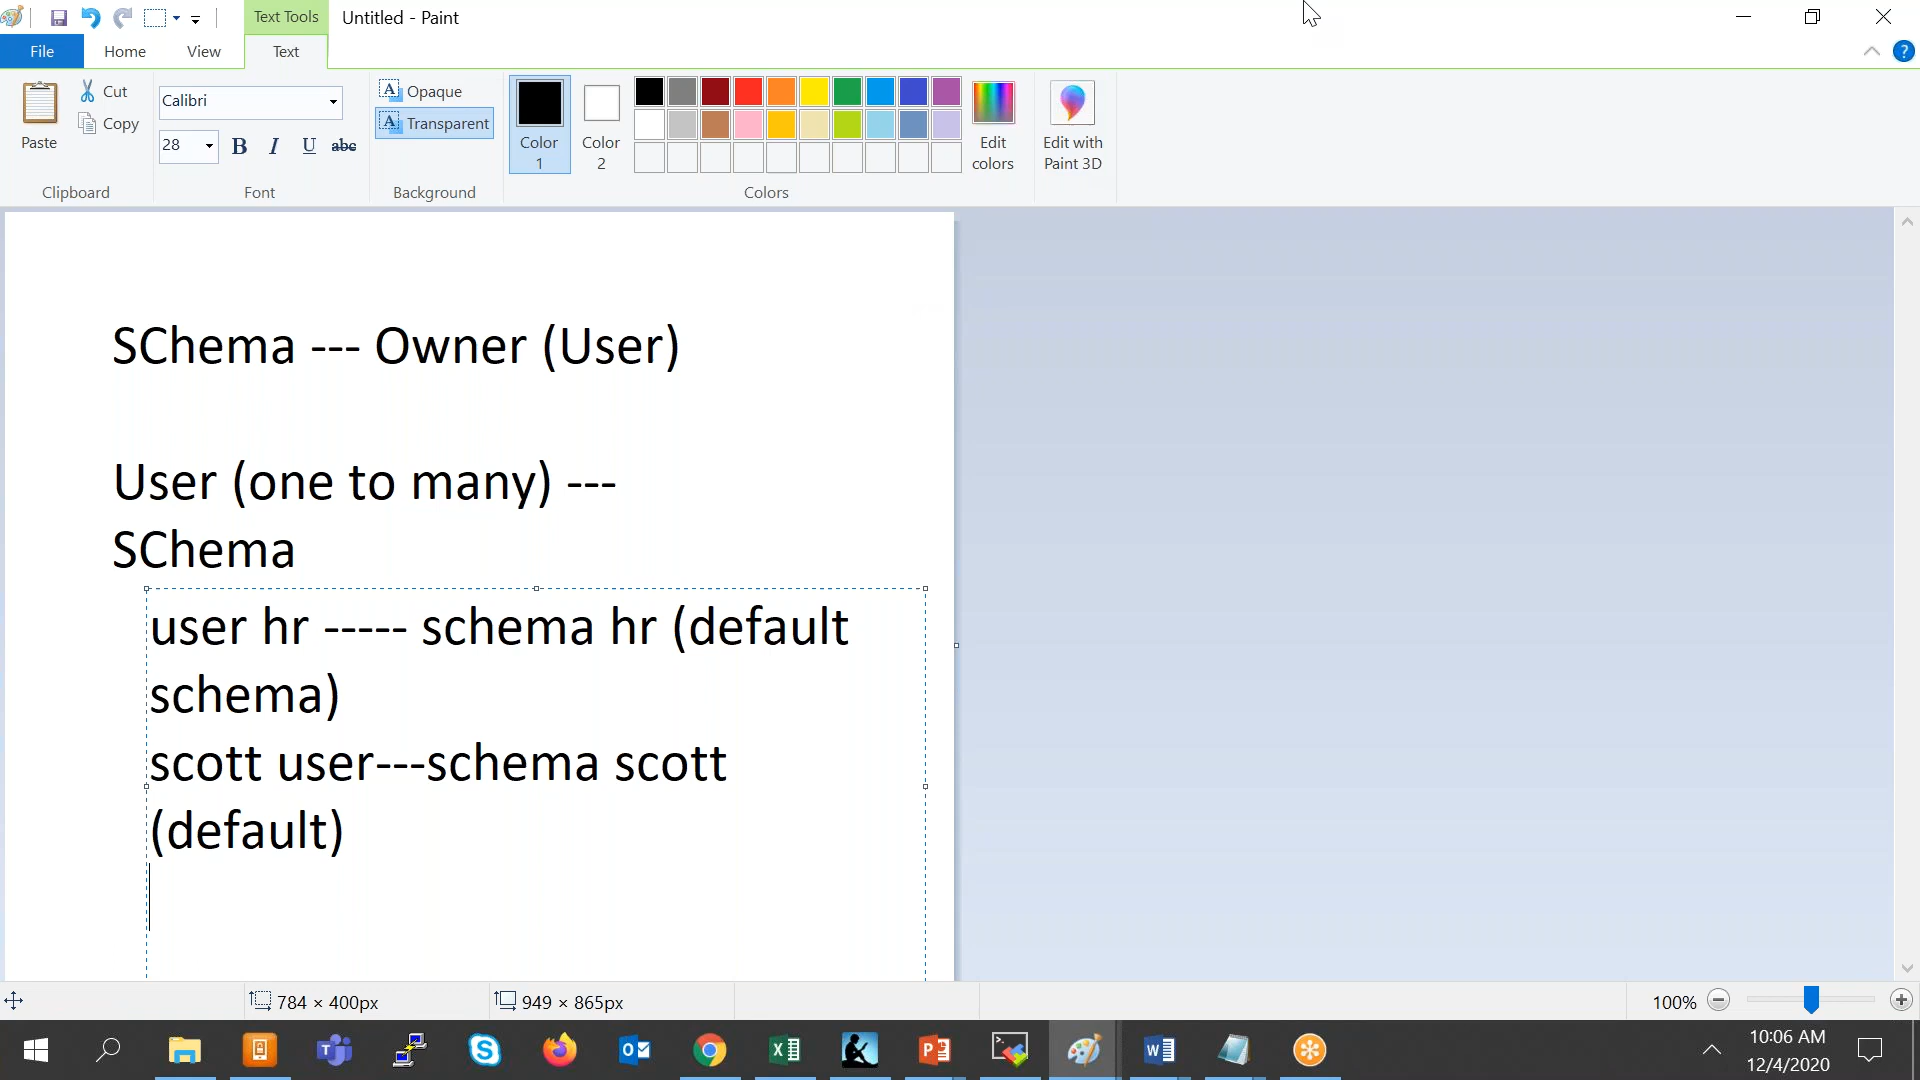 Text Tools
Untitled - Paint
File
Home
View
Text
?
Paste
Cut
Copy
Clipboard
Calibri
28
B I U abc
Font
A Opaque
A Transparent
Background
Color 1
Color 2
Colors
Edit colors
Edit with Paint 3D
SChema --- Owner (User)
User (one to many) ---
SChema
user hr ----- schema hr (default
schema)
scott user---schema scott
(default)
784 × 400px
949 × 865px
100%
10:06 AM
12/4/2020